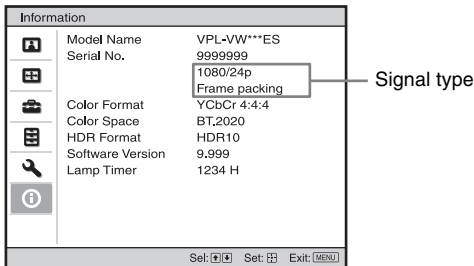 Information
Model Name VPL-VW***ES
Serial No. 9999999
1080/24p
Frame packing
Signal type
Color Format YCbCr 4:4:4
Color Space BT.2020
HDR Format HDR10
Software Version 9.999
Lamp Timer 1234 H
Sel: Set: Exit: MENU